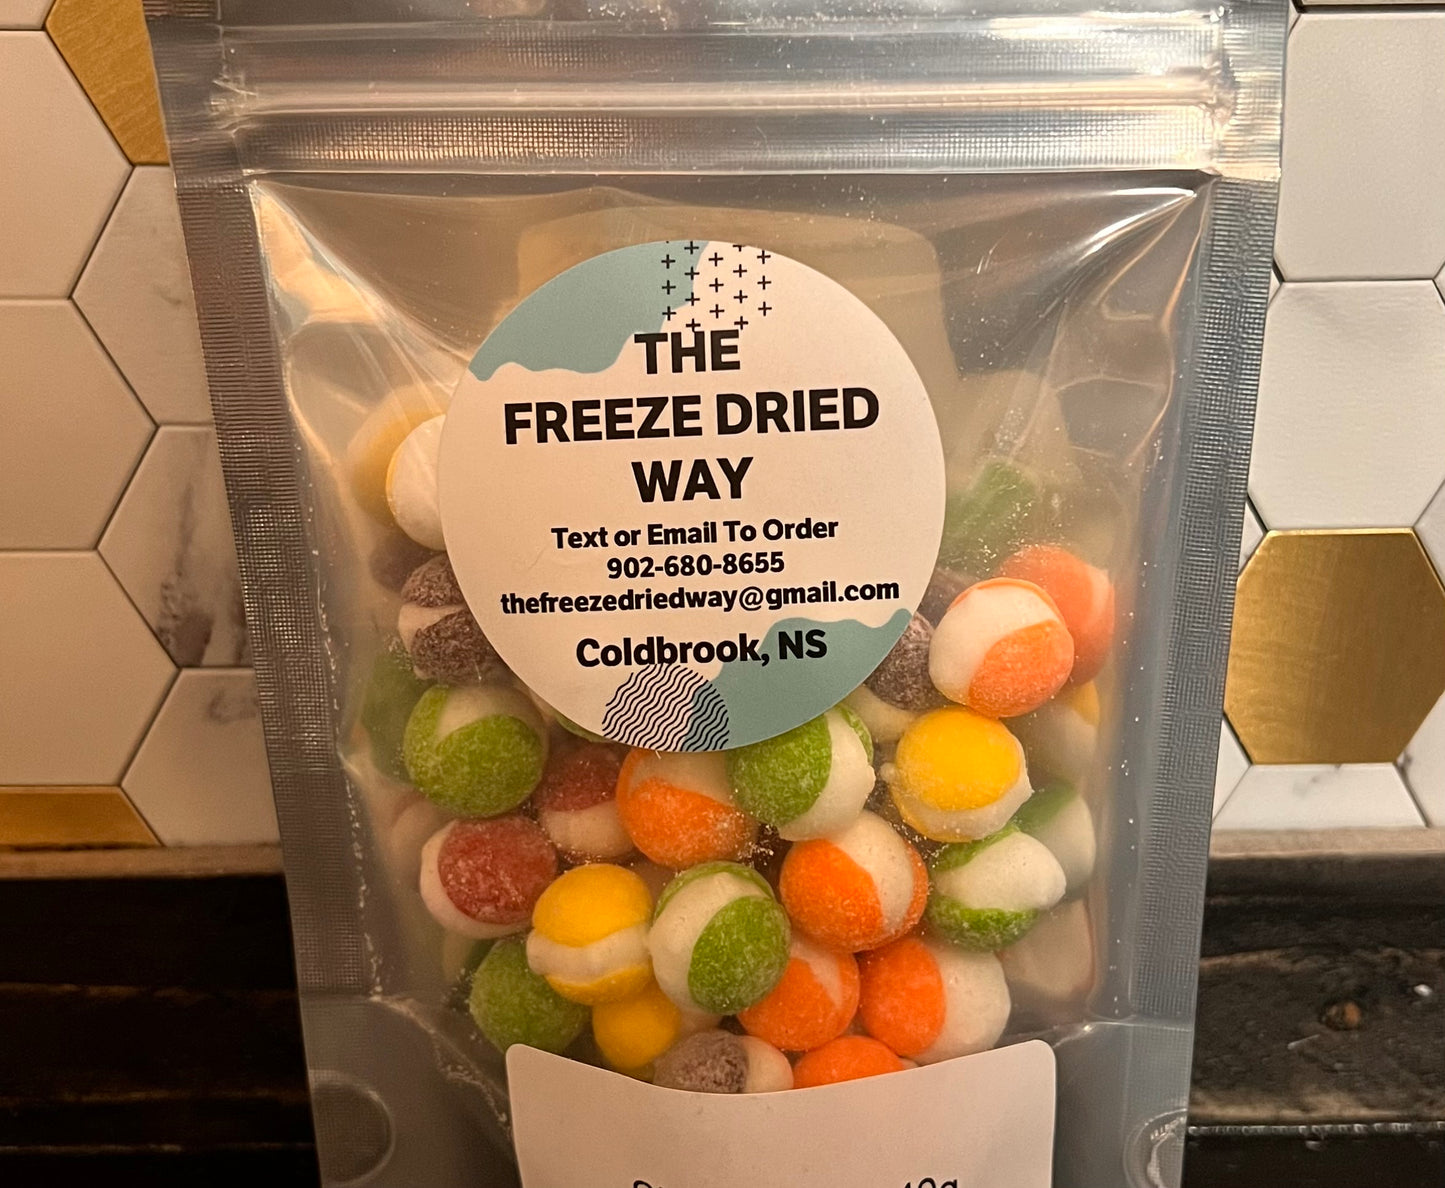 THE
FREEZE DRIED
WAY
Text or Email To Order
902-680-8655
thefreezedriedway@gmail.com
Coldbrook, NS